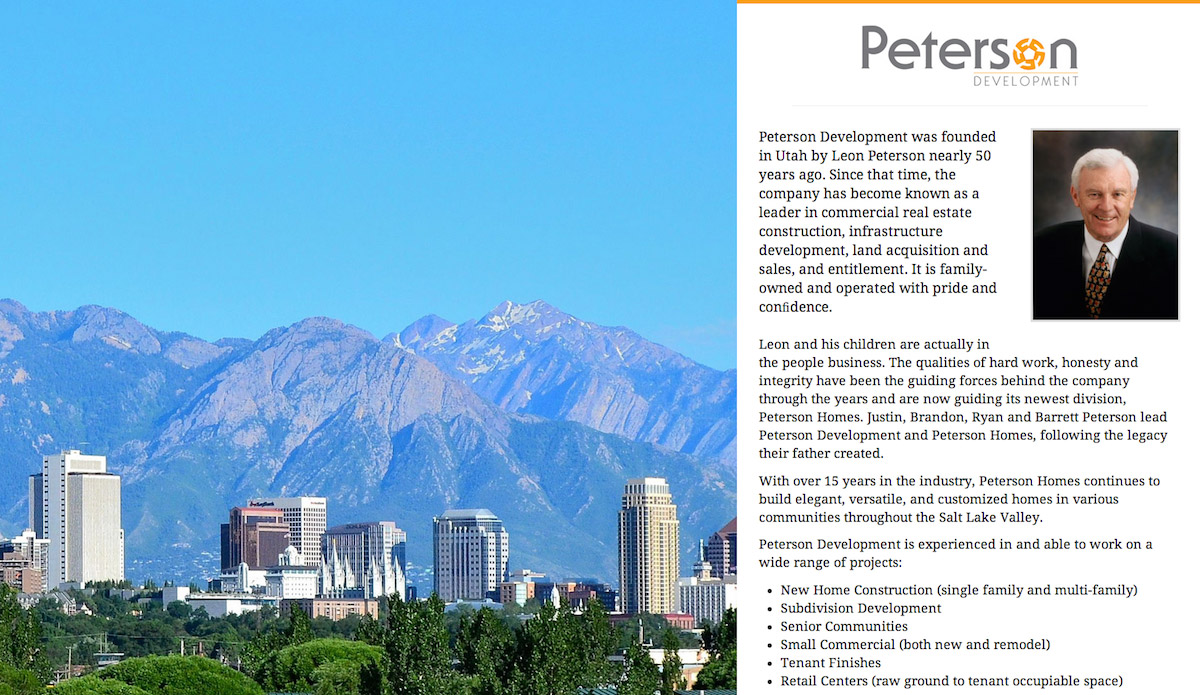 Peterson
DEVELOPMENT
Peterson Development was founded
in Utah by Leon Peterson nearly 50
years ago. Since that time, the
company has become known as a
leader in commercial real estate
construction, infrastructure
development, land acquisition and
sales, and entitlement. It is family-
owned and operated with pride and
confidence.
Leon and his children are actually in
the people business. The qualities of hard work, honesty and
integrity have been the guiding forces behind the company
through the years and are now guiding its newest division,
Peterson Homes. Justin, Brandon, Ryan and Barrett Peterson lead
Peterson Development and Peterson Homes, following the legacy
their father created.
With over 15 years in the industry, Peterson Homes continues to
build elegant, versatile, and customized homes in various
communities throughout the Salt Lake Valley.
Peterson Development is experienced in and able to work on a
wide range of projects:
• New Home Construction (single family and multi-family)
• Subdivision Development
• Senior Communities
• Small Commercial (both new and remodel)
• Tenant Finishes
• Retail Centers (raw ground to tenant occupiable space)